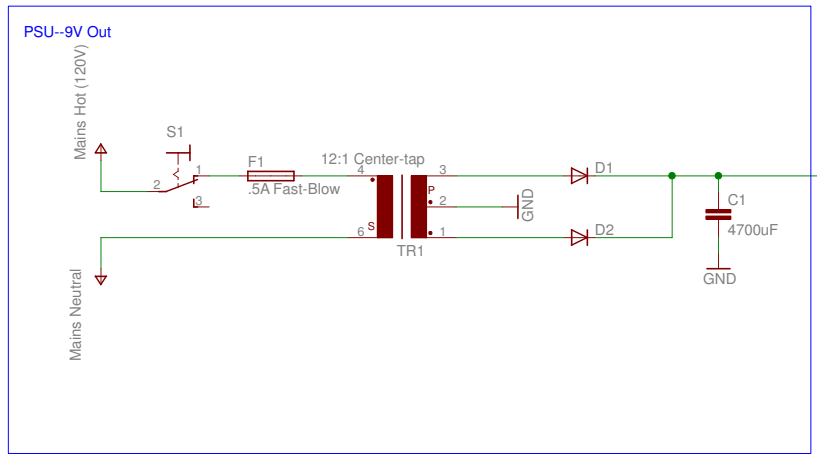 PSU--9V Out
Mains Hot (120V)
S1
2
1
3
F1
.5A Fast-Blow
12:1 Center-tap
4
6
S
P
3
2
1
TR1
GND
D1
D2
C1
4700uF
GND
Mains Neutral